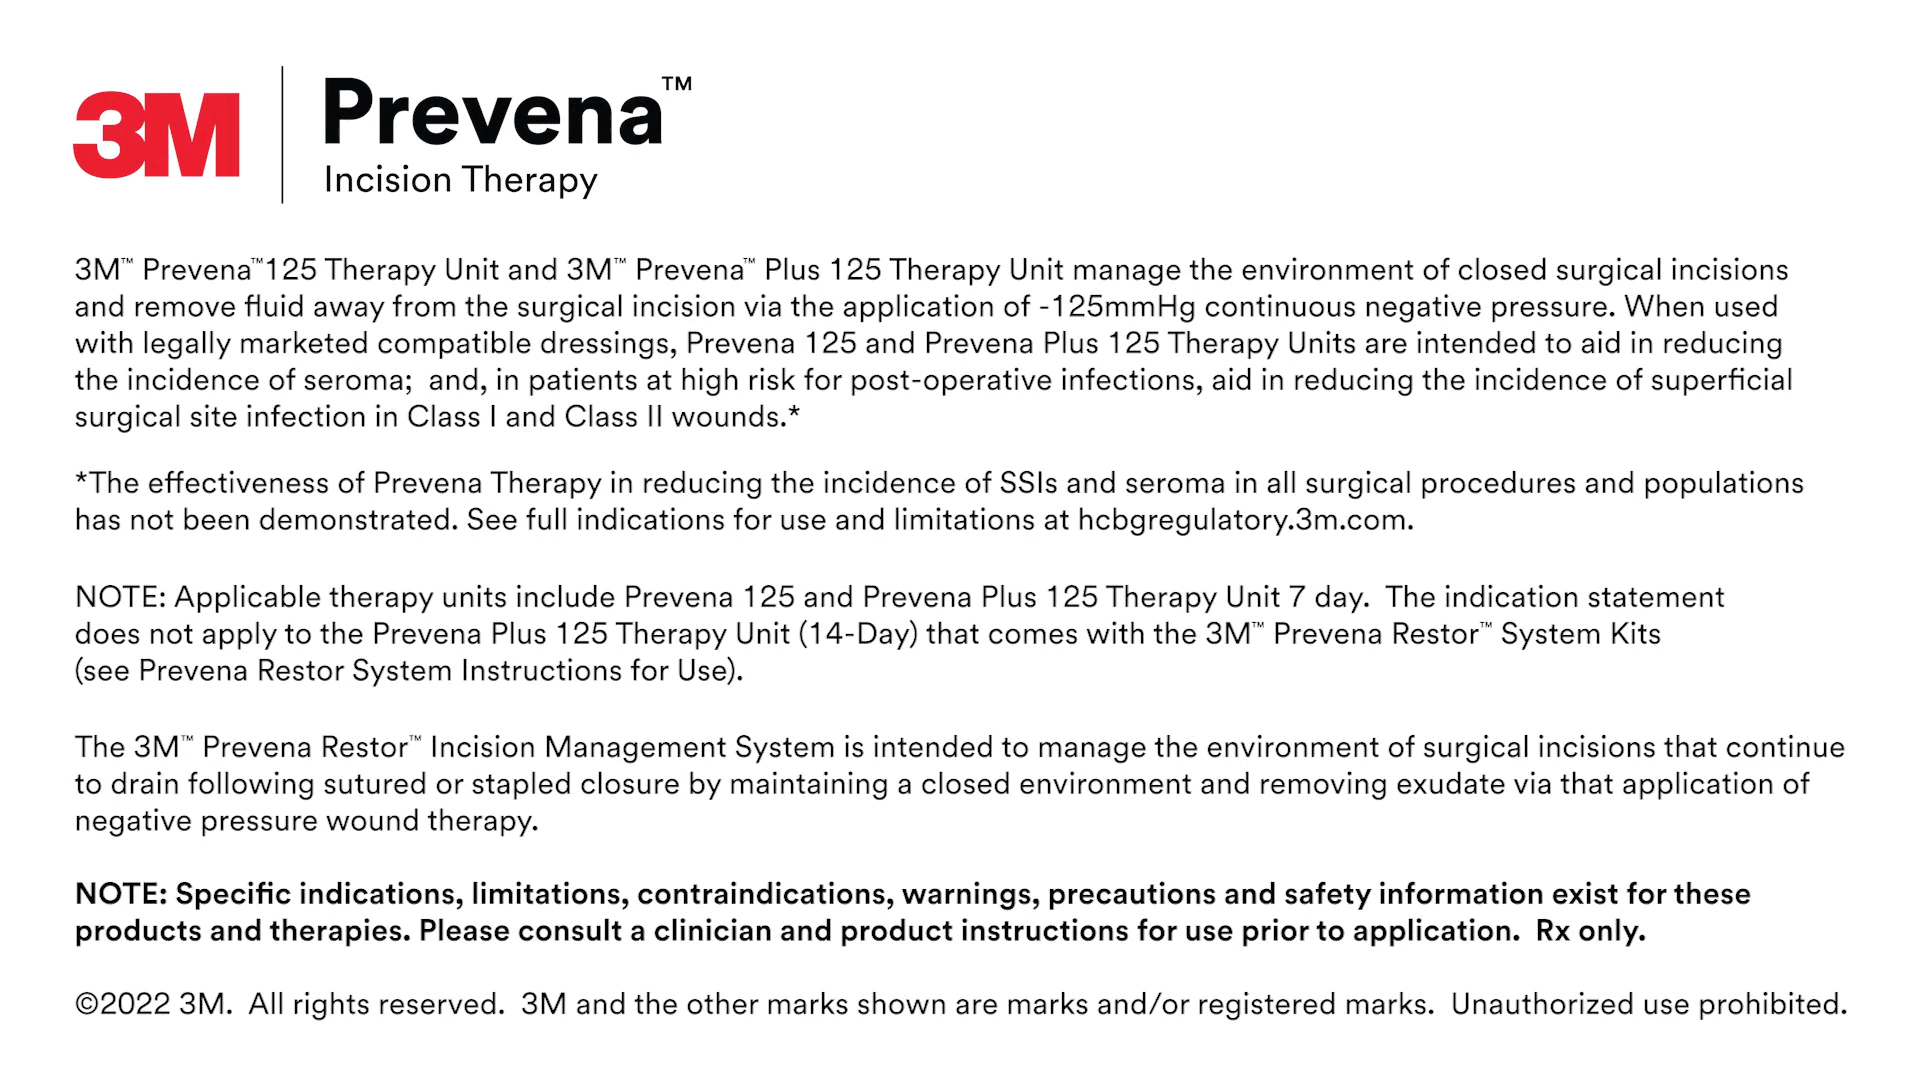 3M
Prevena™
Incision Therapy
3M™ Prevena™125 Therapy Unit and 3M™ Prevena™ Plus 125 Therapy Unit manage the environment of closed surgical incisions
and remove fluid away from the surgical incision via the application of -125mmHg continuous negative pressure. When used
with legally marketed compatible dressings, Prevena 125 and Prevena Plus 125 Therapy Units are intended to aid in reducing
the incidence of seroma;  and, in patients at high risk for post-operative infections, aid in reducing the incidence of superficial
surgical site infection in Class I and Class II wounds.*
*The effectiveness of Prevena Therapy in reducing the incidence of SSIs and seroma in all surgical procedures and populations
has not been demonstrated. See full indications for use and limitations at hcbgregulatory.3m.com.
NOTE: Applicable therapy units include Prevena 125 and Prevena Plus 125 Therapy Unit 7 day.  The indication statement
does not apply to the Prevena Plus 125 Therapy Unit (14-Day) that comes with the 3M™ Prevena Restor™ System Kits
(see Prevena Restor System Instructions for Use).
The 3M™ Prevena Restor™ Incision Management System is intended to manage the environment of surgical incisions that continue
to drain following sutured or stapled closure by maintaining a closed environment and removing exudate via that application of
negative pressure wound therapy.
NOTE: Specific indications, limitations, contraindications, warnings, precautions and safety information exist for these
products and therapies. Please consult a clinician and product instructions for use prior to application.  Rx only.
©2022 3M.  All rights reserved.  3M and the other marks shown are marks and/or registered marks.  Unauthorized use prohibited.